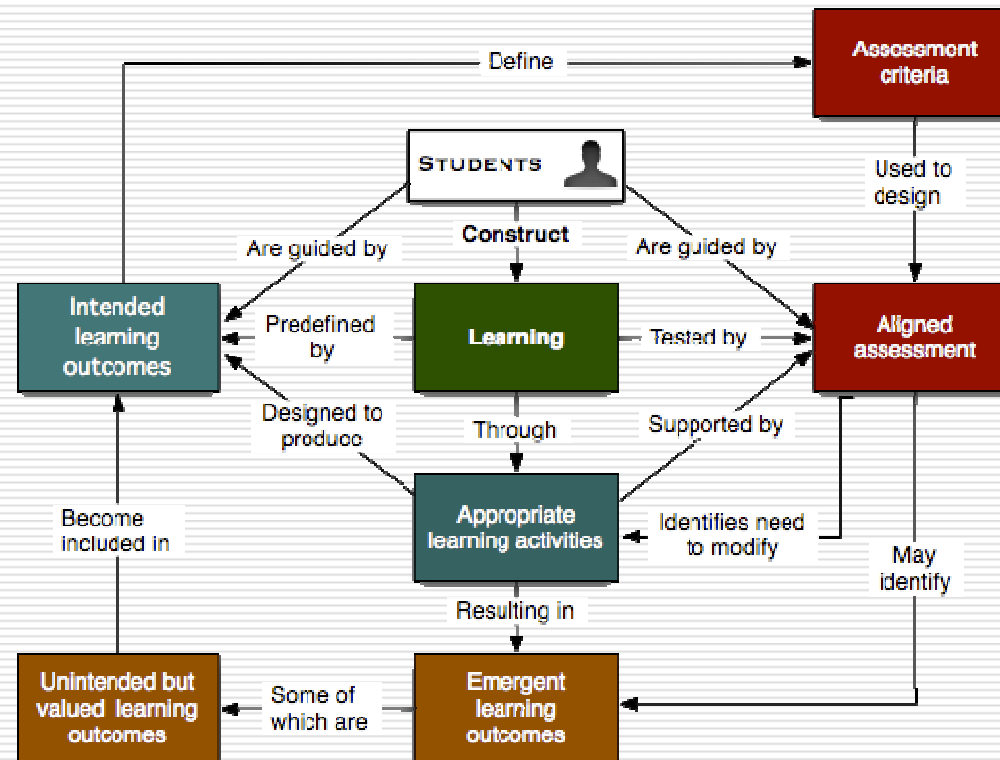 Define
Assessment
criteria
STUDENTS
Used to
design
Construct
Are guided by
Are guided by
Intended
learning
outcomes
Predefined
by
Learning
Tested by
Aligned
assessment
Designed to
produce
Through
Supported by
Become
included in
Appropriate
learning activities
Identifies need
to modify
May
identify
Resulting in
Unintended but
valued learning
outcomes
Some of
which are
Emergent
learning
outcomes